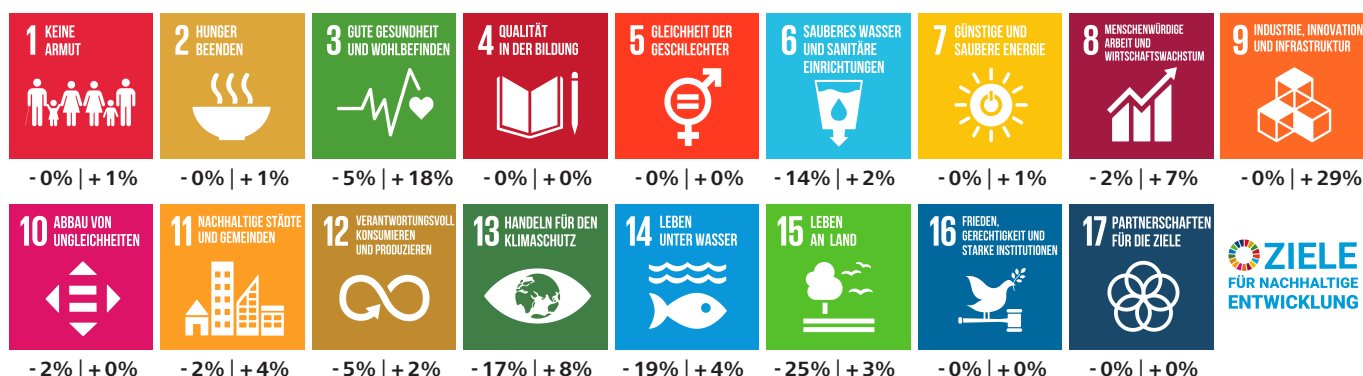 1 KEINE
ARMUT
2 HUNGER
BEENDEN
3 GUTE GESUNDHEIT
UND WOHLBEFINDEN
4 QUALITÄT
IN DER BILDUNG
5 GLEICHHEIT DER
GESCHLECHTER
6 SAUBERES WASSER
UND SANITÄRE
EINRICHTUNGEN
7 GÜNSTIGE UND
SAUBERE ENERGIE
8 MENSCHENWÜRDIGE
ARBEIT UND
WIRTSCHAFTSWACHSTUM
9 INDUSTRIE, INNOVATION
UND INFRASTRUKTUR
-0% | +1%
-0% | +1%
-5% | +18%
-0% | +0%
-0% | +0%
-14% | +2%
-0% | +1%
-2% | +7%
-0% | +29%
10 ABBAU VON
UNGLEICHHEITEN
11 NACHHALTIGE STÄDTE
UND GEMEINDEN
12 VERANTWORTUNGSVOLL
KONSUMIEREN
UND PRODUZIEREN
13 HANDELN FÜR DEN
KLIMASCHUTZ
14 LEBEN
UNTER WASSER
15 LEBEN
AN LAND
16 FRIEDEN,
GERECHTIGKEIT UND
STARKE INSTITUTIONEN
17 PARTNERSCHAFTEN
FÜR DIE ZIELE
ZIELE
FÜR NACHHALTIGE
ENTWICKLUNG
-2% | +0%
-2% | +4%
-5% | +2%
-17% | +8%
-19% | +4%
-25% | +3%
-0% | +0%
-0% | +0%